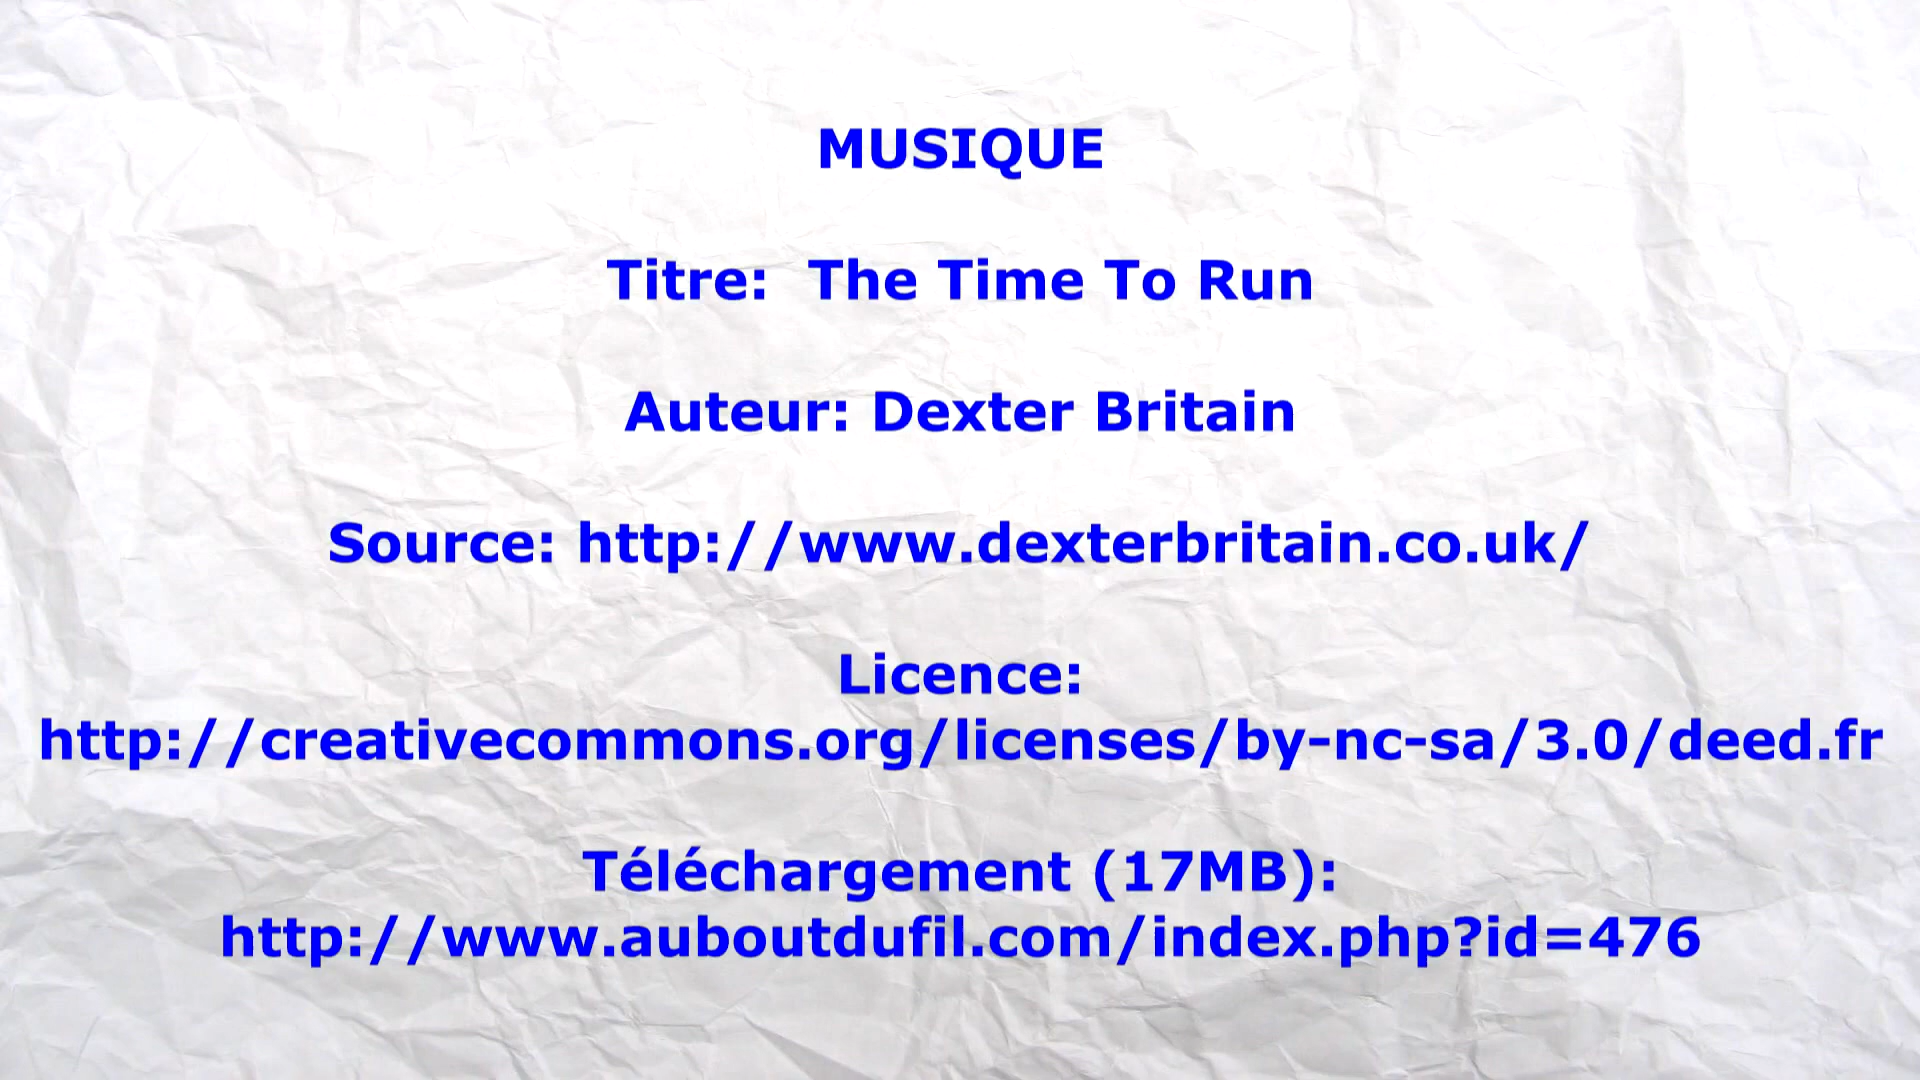 MUSIQUE
Titre:  The Time To Run
Auteur: Dexter Britain
Source: http://www.dexterbritain.co.uk/
Licence:
http://creativecommons.org/licenses/by-nc-sa/3.0/deed.fr
Téléchargement (17MB):
http://www.auboutdufil.com/index.php?id=476